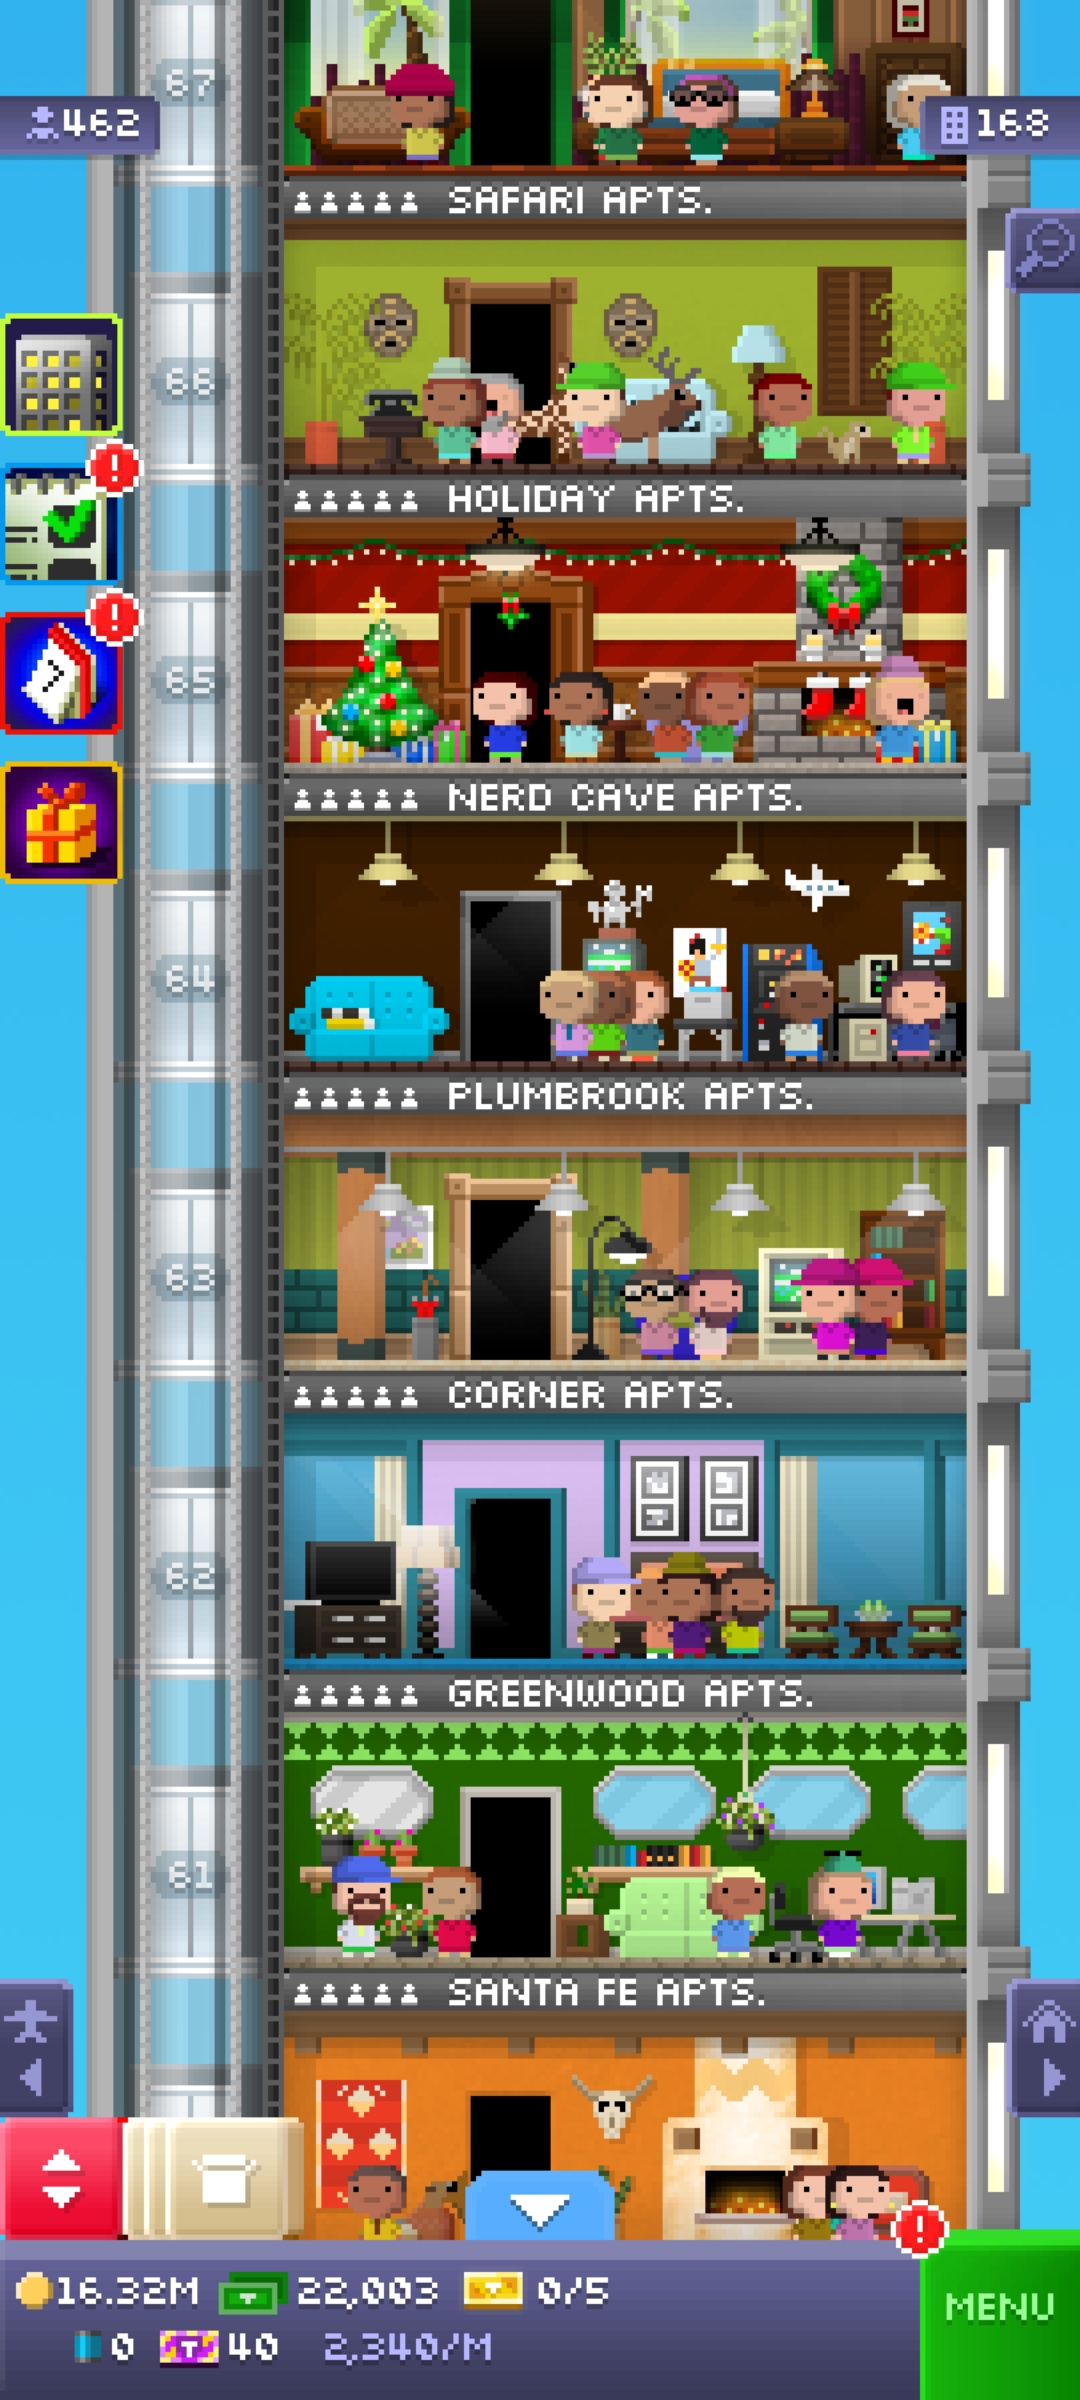 67
462
168
SAFARI APTS.
66
HOLIDAY APTS.
65
NERD CAVE APTS.
64
PLUMBROOK APTS.
63
CORNER APTS.
62
GREENWOOD APTS.
61
SANTA FE APTS.
16.32M 22,003 0/5
0 T 40 2,340/M
MENU